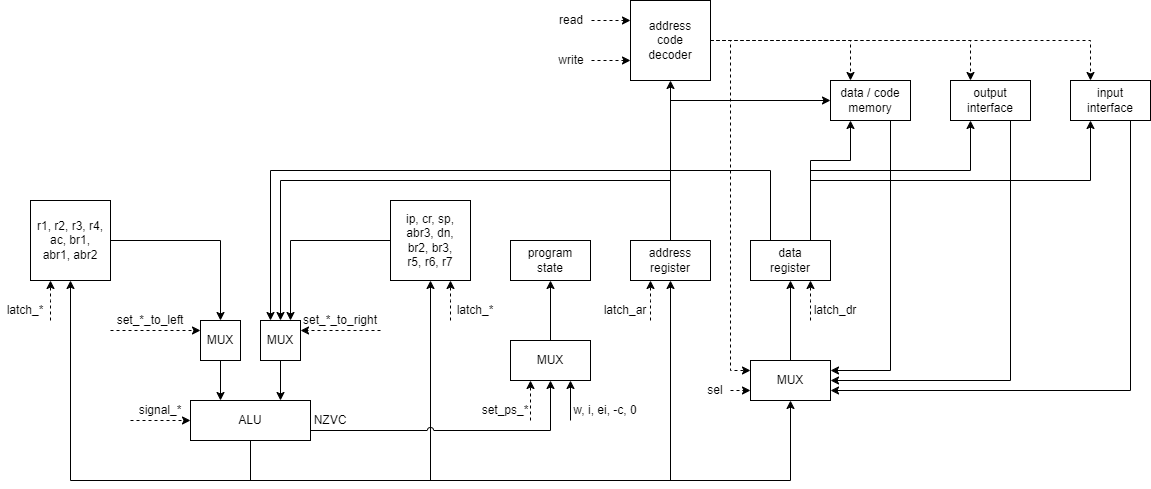 read
write
address
code
decoder
data / code
memory
output
interface
input
interface
r1, r2, r3, r4,
ac, br1,
abr1, abr2
ip, cr, sp,
abr3, dn,
br2, br3,
r5, r6, r7
program
state
address
register
data
register
latch_*
set_*_to_left
MUX
MUX
set_*_to_right
latch_*
latch_ar
latch_dr
MUX
MUX
sel
signal_*
ALU
NZVC
set_ps_*
w, i, ei, -c, 0